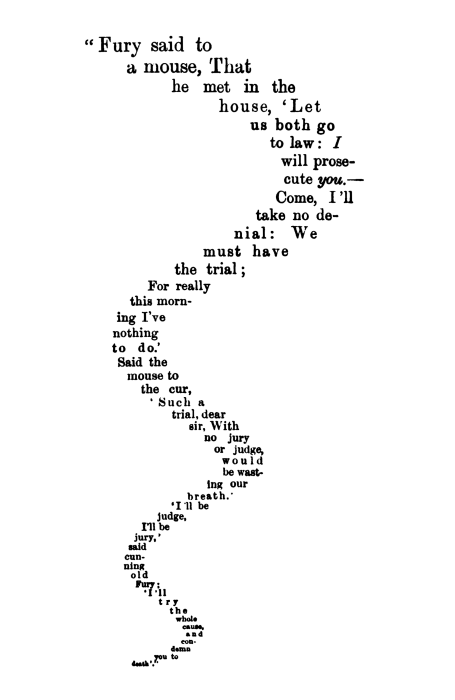 “Fury said to
a mouse, That
he met in the
house, ‘Let
us both go
to law: I
will prose-
cute you.—
Come, I’ll
take no de-
nial: We
must have
the trial;
For really
this morn-
ing I’ve
nothing
to do.’
Said the
mouse to
the cur,
‘Such a
trial, dear
sir, With
no jury
or judge,
would
be wast-
ing our
breath.’
‘I’ll be
judge,
I’ll be
jury,’
said
cun-
ning
old
Fury;
‘I’ll
try
the
whole
cause,
and
con-
demn
you to
death’.”